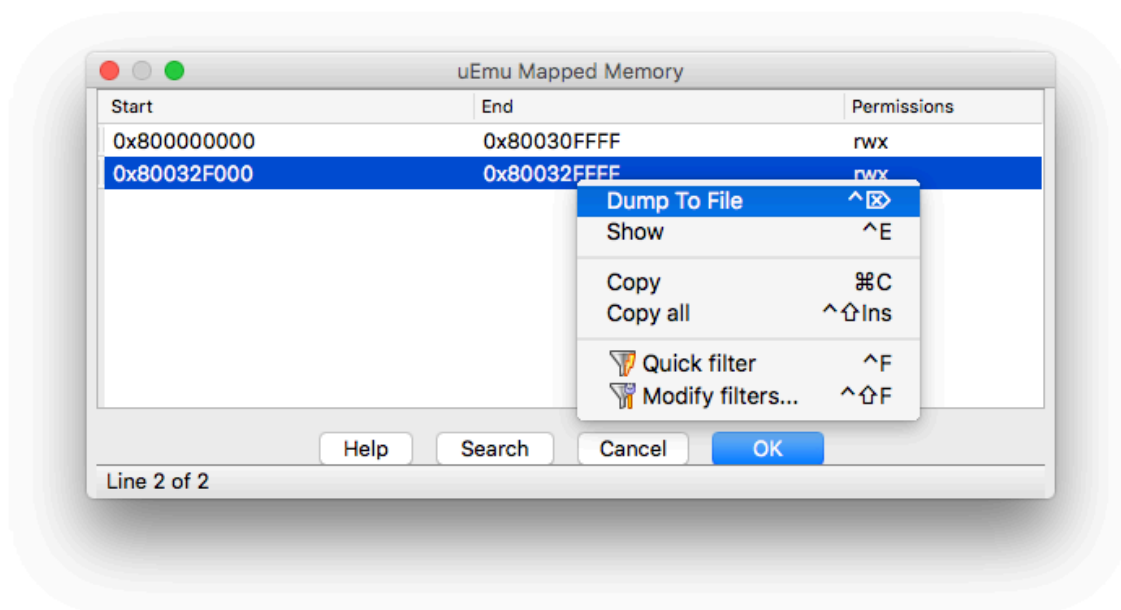 uEmu Mapped Memory
Start End Permissions
0x800000000 0x80030FFFF rwx
0x80032F000 0x80032FFFF rwx
Dump To File ^⌦
Show ^E
Copy ⌘C
Copy all ^⇧Ins
Quick filter ^F
Modify filters... ^⇧F
Help Search Cancel OK
Line 2 of 2